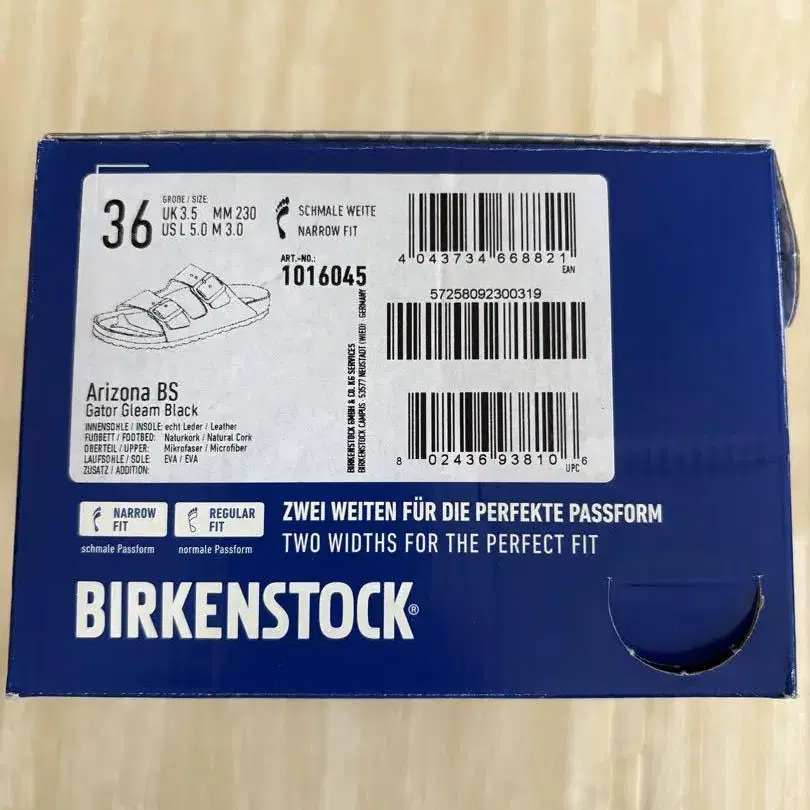 36
GRÖßE / SIZE:
UK 3.5 MM 230
US L 5.0 M 3.0
SCHMALE WEITE
NARROW FIT
ART.-NO.:
1016045
4 043734 668821
EAN
57258092300319
8 02436 93810 6
UPC
BIRKENSTOCK GMBH & CO. KG SERVICES
BIRKENSTOCK CAMPUS · 53577 NEUSTADT (WIED) · GERMANY
Arizona BS
Gator Gleam Black
INNENSOHLE / INSOLE: echt Leder / Leather
FUßBETT / FOOTBED: Naturkork / Natural Cork
OBERTEIL / UPPER: Mikrofaser / Microfiber
LAUFSOHLE / SOLE: EVA / EVA
ZUSATZ / ADDITION:
NARROW
FIT
schmale Passform
REGULAR
FIT
normale Passform
ZWEI WEITEN FÜR DIE PERFEKTE PASSFORM
TWO WIDTHS FOR THE PERFECT FIT
BIRKENSTOCK®